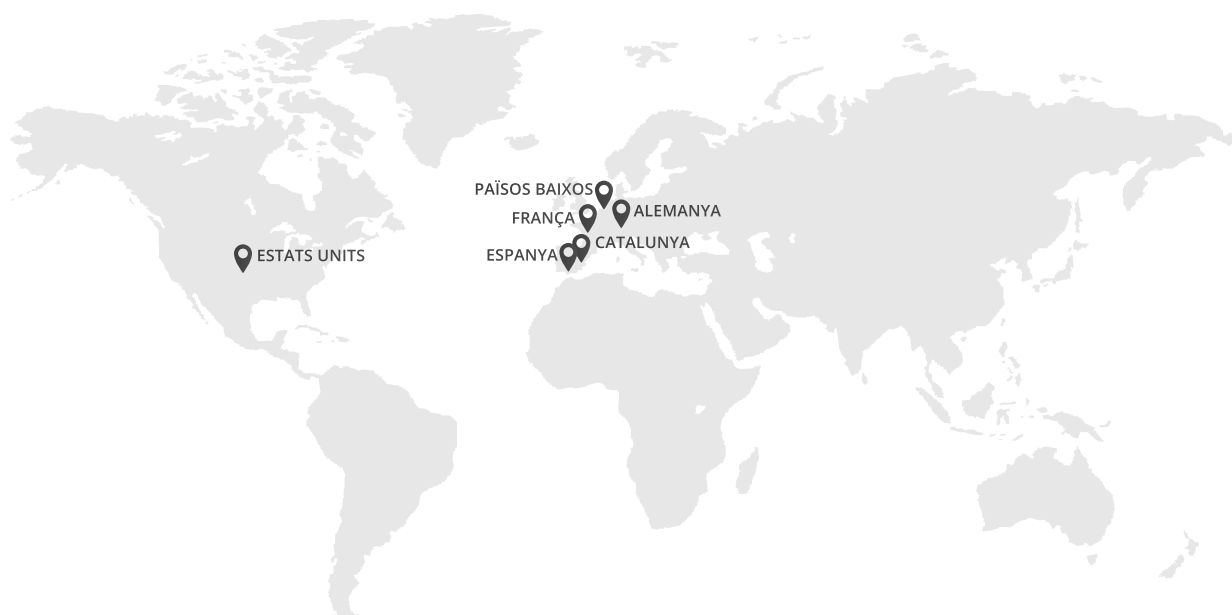 PAÏSOS BAIXOS
ALEMANYA
FRANÇA
CATALUNYA
ESPANYA
ESTATS UNITS